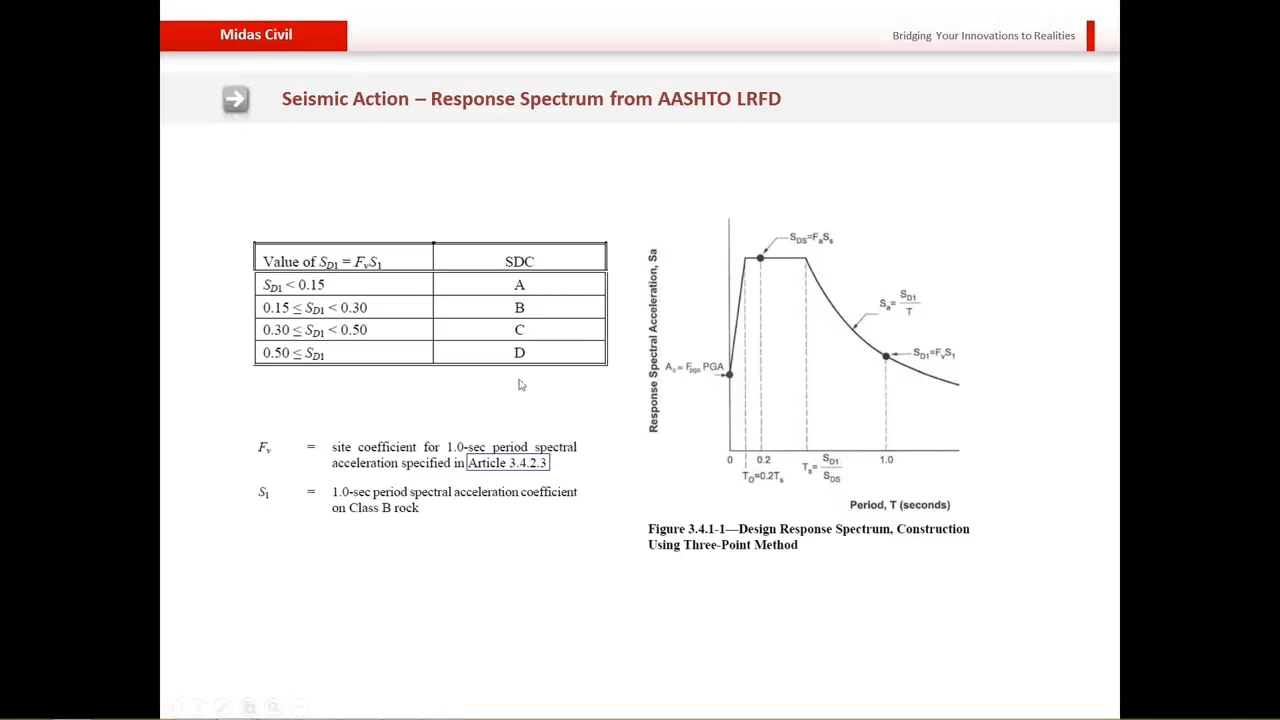 Midas Civil
Bridging Your Innovations to Realities
Seismic Action – Response Spectrum from AASHTO LRFD
Value of SD1 = FvS1 SDC
SD1 < 0.15 A
0.15 ≤ SD1 < 0.30 B
0.30 ≤ SD1 < 0.50 C
0.50 ≤ SD1 D
Fv = site coefficient for 1.0-sec period spectral
acceleration specified in Article 3.4.2.3
S1 = 1.0-sec period spectral acceleration coefficient
on Class B rock
Response Spectral Acceleration, Sa
SDS=FaSs
Sa= SD1
T
SD1=FvS1
As = Fpga PGA
0 0.2 1.0
T0=0.2Ts
Ts= SD1
SDS
Period, T (seconds)
Figure 3.4.1-1—Design Response Spectrum, Construction
Using Three-Point Method